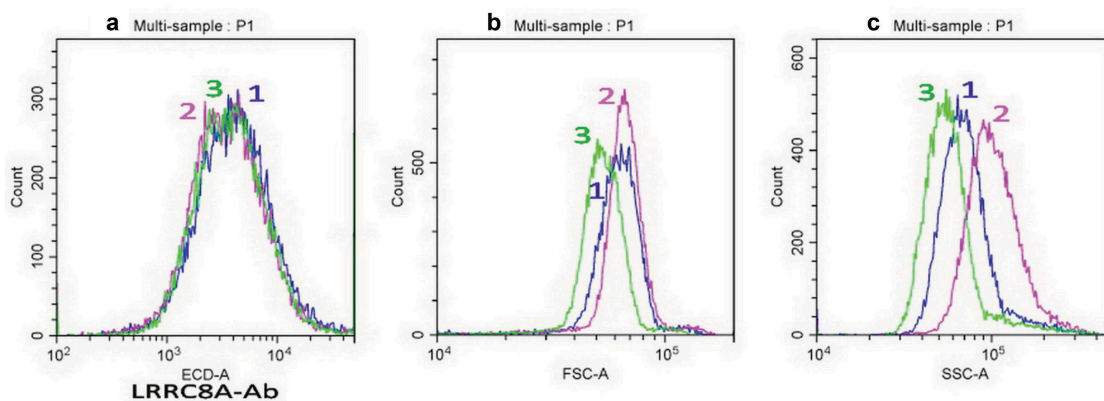 a
Multi-sample : P1
300
200
100
0
Count
2
3
1
10²
10³
10⁴
ECD-A
LRRC8A-Ab
b
Multi-sample : P1
500
0
Count
2
3
1
10⁴
10⁵
FSC-A
c
Multi-sample : P1
600
400
200
0
Count
3
1
2
10⁴
10⁵
SSC-A